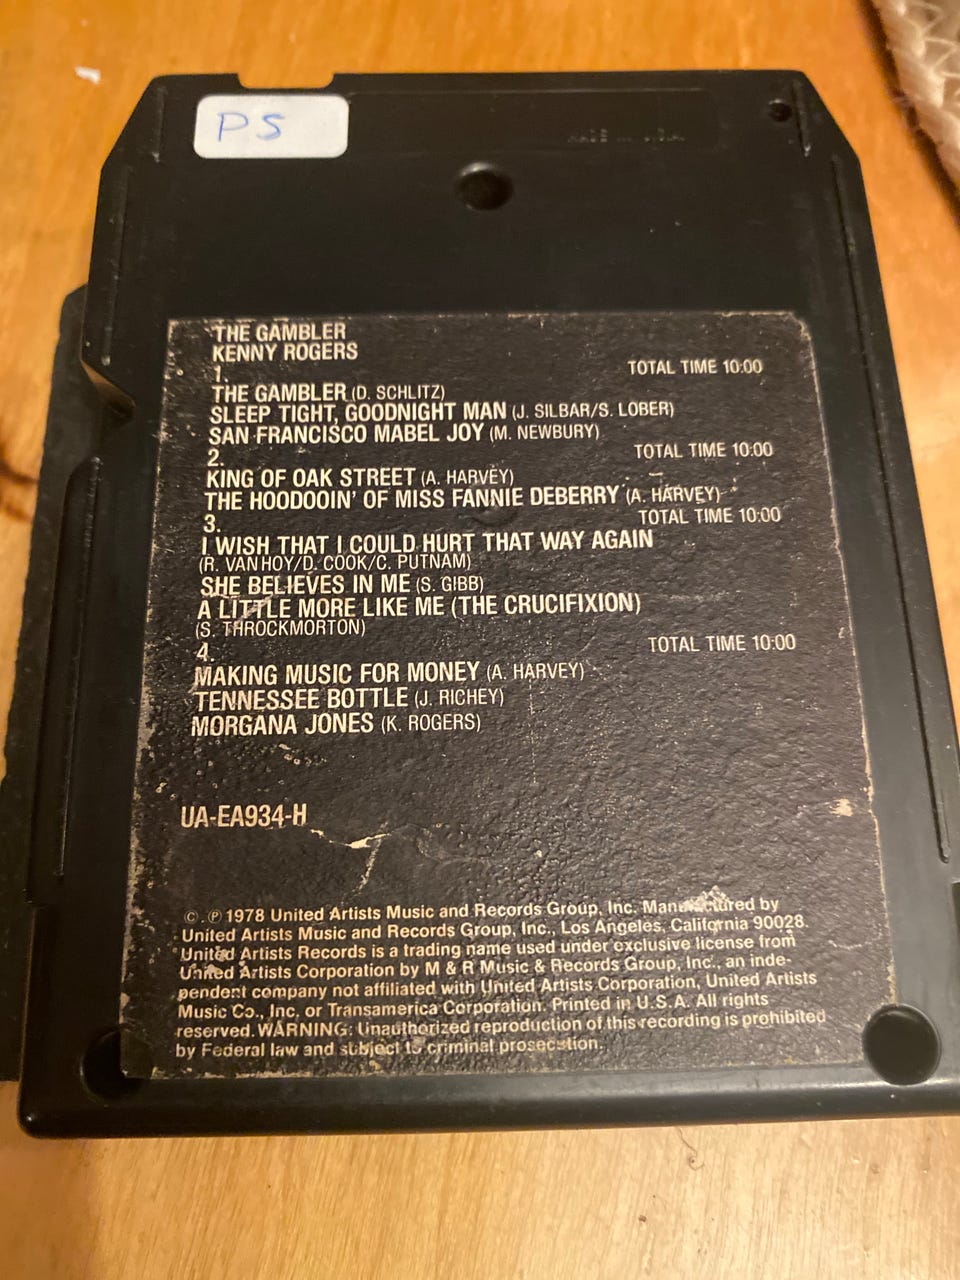 PS
MADE IN U.S.A.
THE GAMBLER
KENNY ROGERS
1.
TOTAL TIME 10:00
THE GAMBLER (D. SCHLITZ)
SLEEP TIGHT, GOODNIGHT MAN (J. SILBAR/S. LOBER)
SAN FRANCISCO MABEL JOY (M. NEWBURY)
2.
TOTAL TIME 10:00
KING OF OAK STREET (A. HARVEY)
THE HOODOOIN' OF MISS FANNIE DEBERRY (A. HARVEY)
3.
TOTAL TIME 10:00
I WISH THAT I COULD HURT THAT WAY AGAIN
(R. VAN HOY/D. COOK/C. PUTNAM)
SHE BELIEVES IN ME (S. GIBB)
A LITTLE MORE LIKE ME (THE CRUCIFIXION)
(S. THROCKMORTON)
4.
TOTAL TIME 10:00
MAKING MUSIC FOR MONEY (A. HARVEY)
TENNESSEE BOTTLE (J. RICHEY)
MORGANA JONES (K. ROGERS)
UA-EA934-H
©.℗ 1978 United Artists Music and Records Group, Inc. Manufactured by
United Artists Music and Records Group, Inc., Los Angeles, California 90028.
United Artists Records is a trading name used under exclusive license from
United Artists Corporation by M & R Music & Records Group, Inc., an inde-
pendent company not affiliated with United Artists Corporation, United Artists
Music Co., Inc. or Transamerica Corporation. Printed in U.S.A. All rights
reserved. WARNING: Unauthorized reproduction of this recording is prohibited
by Federal law and subject to criminal prosecution.